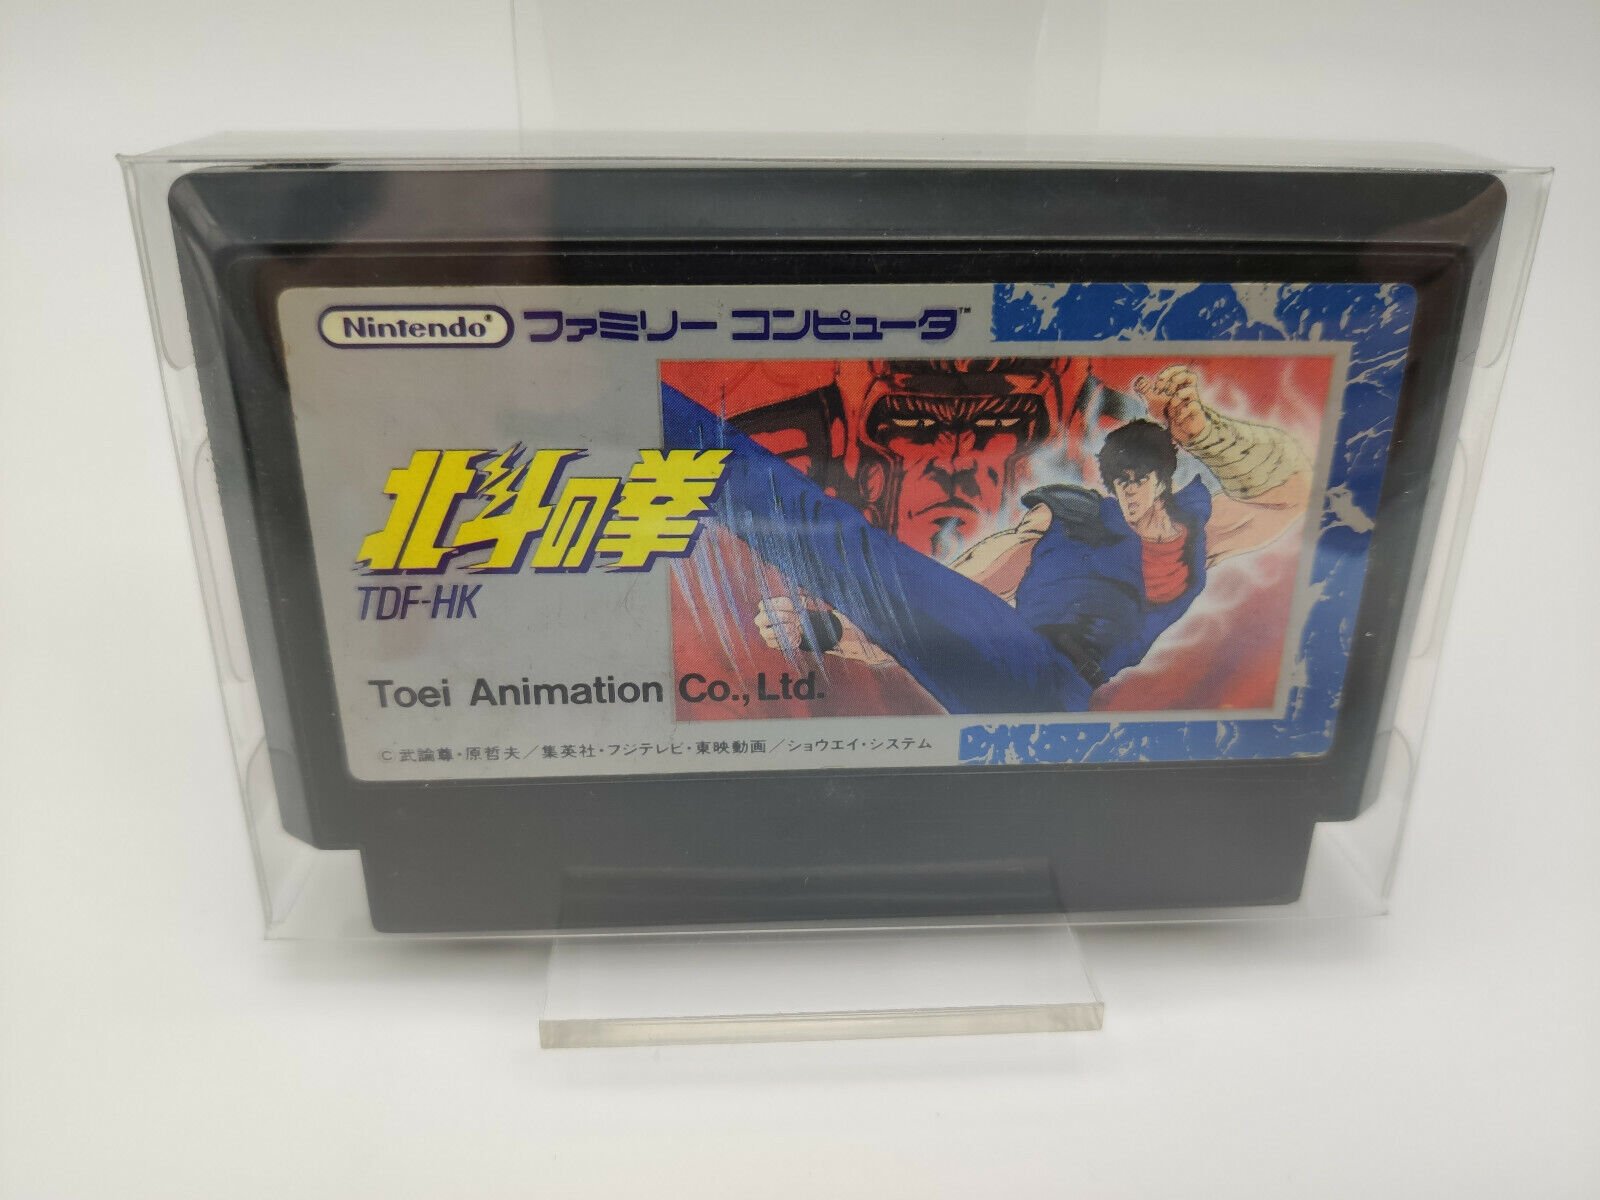 Nintendo® ファミリー コンピュータ™
北斗の拳
TDF-HK
Toei Animation Co., Ltd.
©武論尊・原哲夫／集英社・フジテレビ・東映動画／ショウエイ・システム